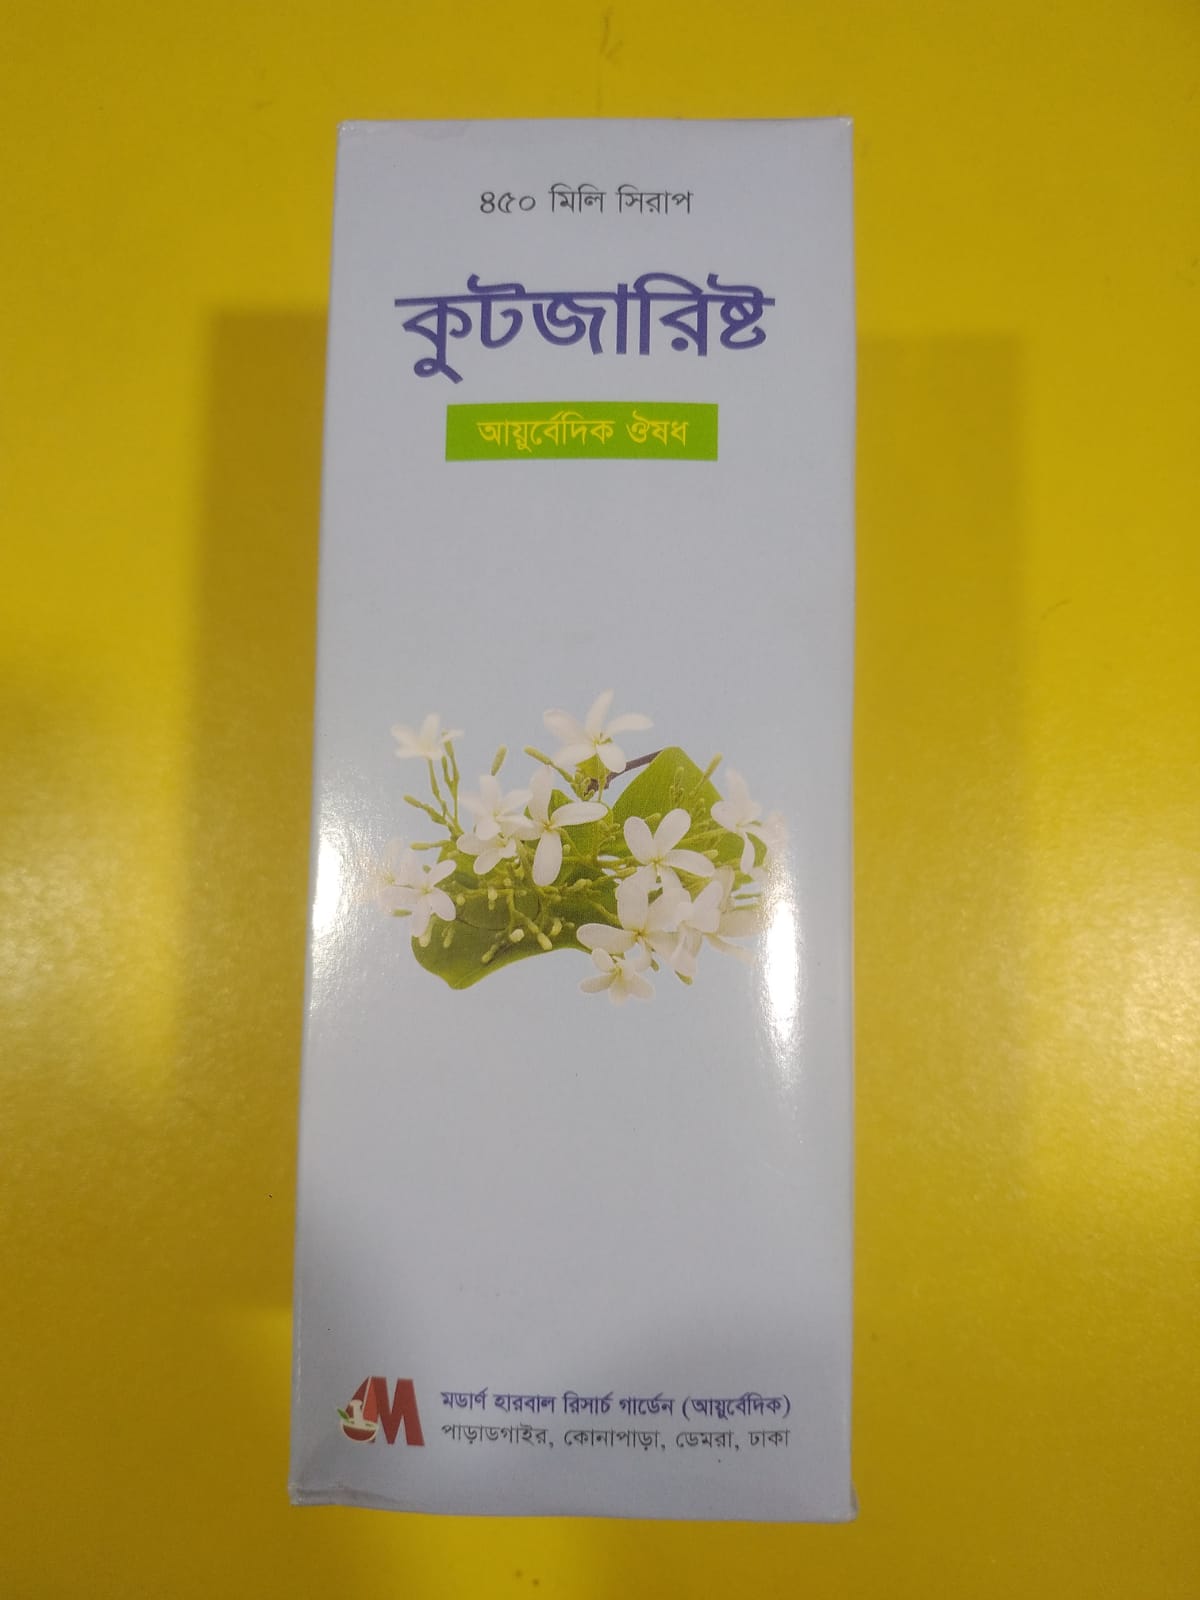 ৪৫০ মিলি সিরাপ
কুটজারিষ্ট
আয়ুর্বেদিক ঔষধ
M
মডার্ণ হারবাল রিসার্চ গার্ডেন (আয়ুর্বেদিক)
পাড়াডগাইর, কোনাপাড়া, ডেমরা, ঢাকা